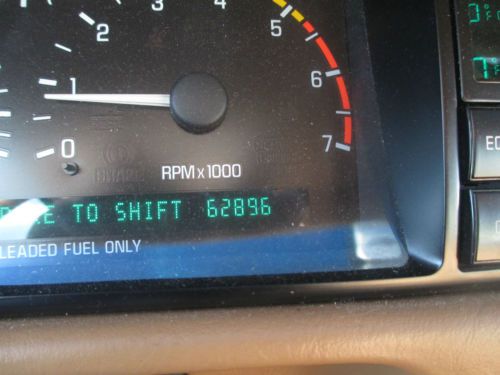 2 3 4 5
6
1
7
0
RPM x 1000
TO SHIFT 62896
LEADED FUEL ONLY